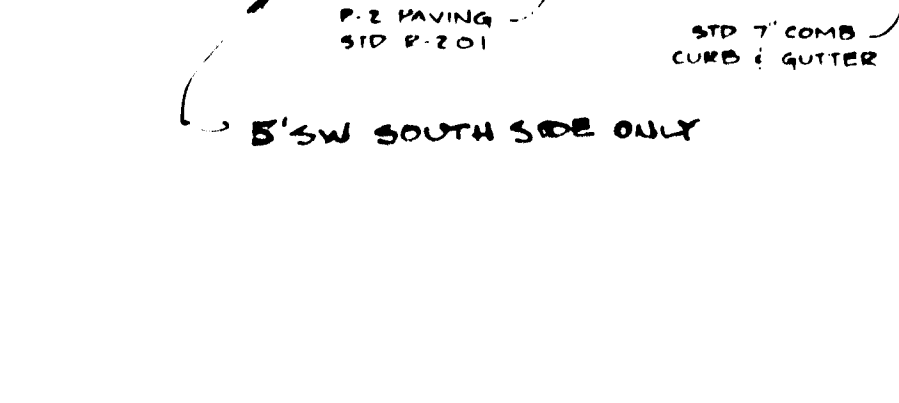 P-2 PAVING
STD R-201
STD 7" COMB
CURB & GUTTER
5' SW SOUTH SIDE ONLY